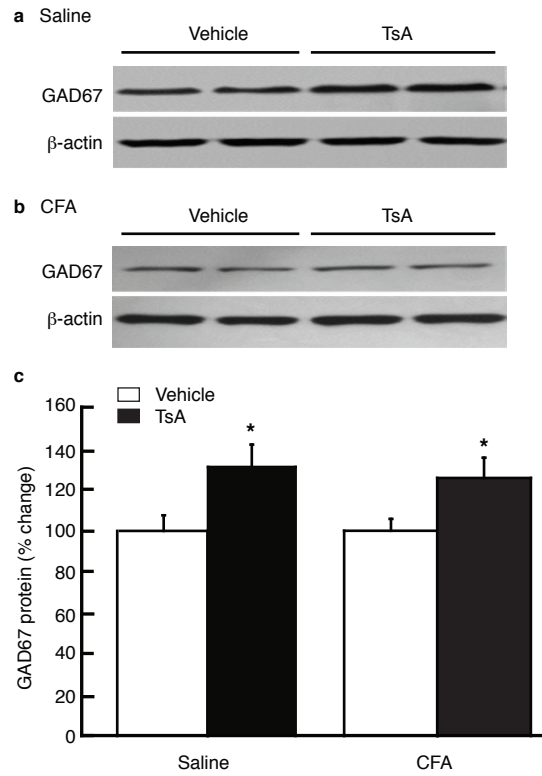 a Saline
Vehicle TsA
GAD67
β-actin
b CFA
Vehicle TsA
GAD67
β-actin
c
Vehicle
TsA
GAD67 protein (% change)
160
140
120
100
80
60
40
20
0
*
*
Saline CFA